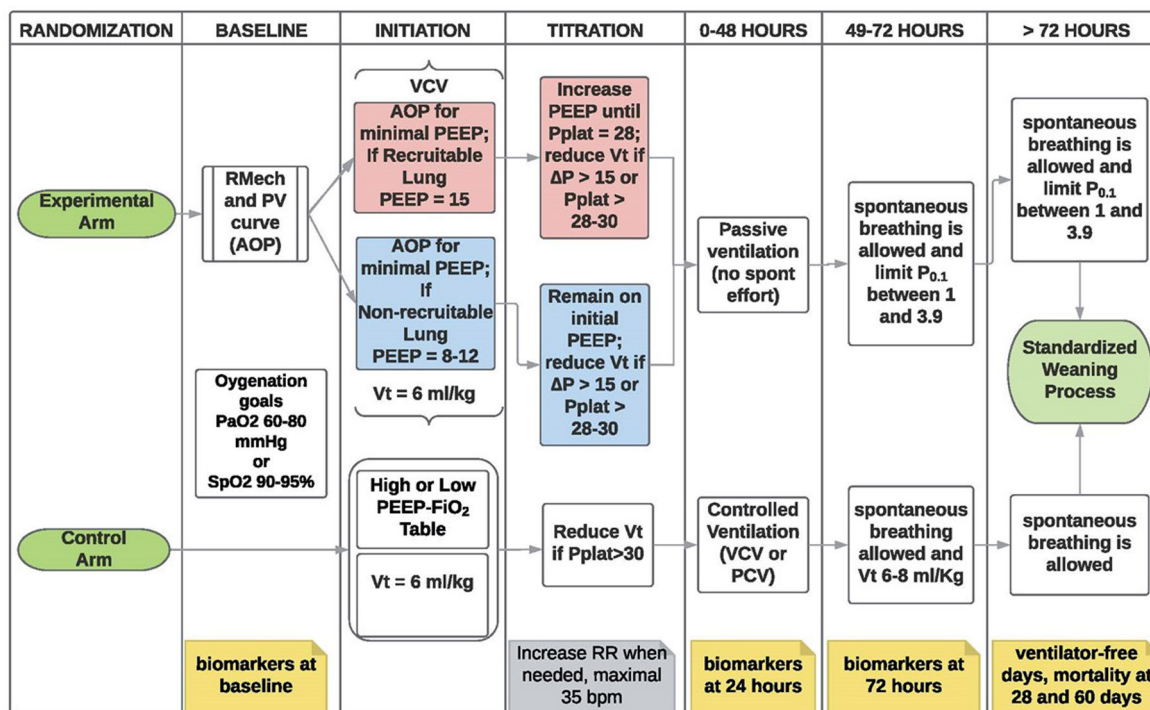 RANDOMIZATION
BASELINE
INITIATION
TITRATION
0-48 HOURS
49-72 HOURS
> 72 HOURS
Experimental
Arm
RMech
and PV
curve
(AOP)
VCV
AOP for
minimal PEEP;
If Recruitable
Lung
PEEP = 15
AOP for
minimal PEEP;
If
Non-recruitable
Lung
PEEP = 8-12
Vt = 6 ml/kg
Increase
PEEP until
Pplat = 28;
reduce Vt if
ΔP > 15 or
Pplat >
28-30
Remain on
initial
PEEP;
reduce Vt if
ΔP > 15 or
Pplat >
28-30
Passive
ventilation
(no spont
effort)
spontaneous
breathing is
allowed and
limit P0.1
between 1
and 3.9
spontaneous
breathing is
allowed and
limit P0.1
between 1 and
3.9
Standardized
Weaning
Process
Oygenation
goals
PaO2 60-80
mmHg
or
SpO2 90-95%
Control
Arm
High or Low
PEEP-FiO2
Table
Vt = 6 ml/kg
Reduce Vt
if Pplat>30
Controlled
Ventilation
(VCV or
PCV)
spontaneous
breathing
allowed and
Vt 6-8 ml/Kg
spontaneous
breathing is
allowed
biomarkers at
baseline
Increase RR when
needed, maximal
35 bpm
biomarkers
at 24 hours
biomarkers at
72 hours
ventilator-free
days, mortality at
28 and 60 days